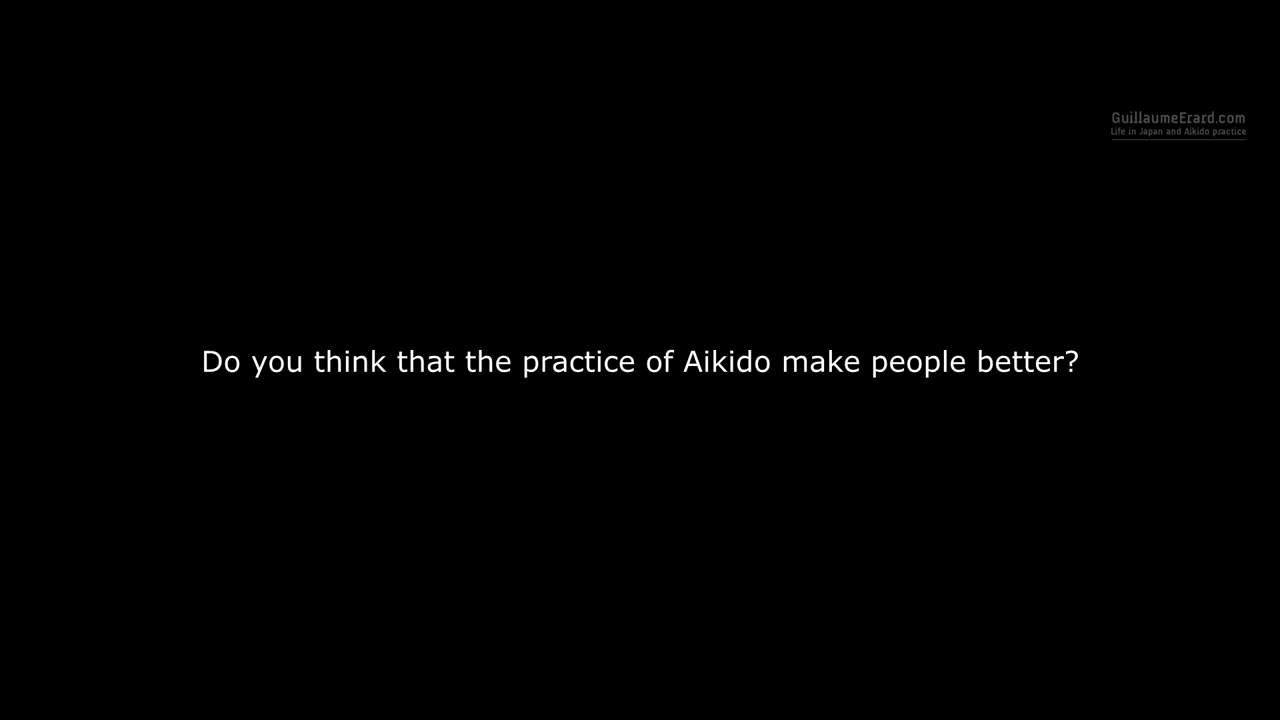 GuillaumeErard.com
Life in Japan and Aikido practice
Do you think that the practice of Aikido make people better?